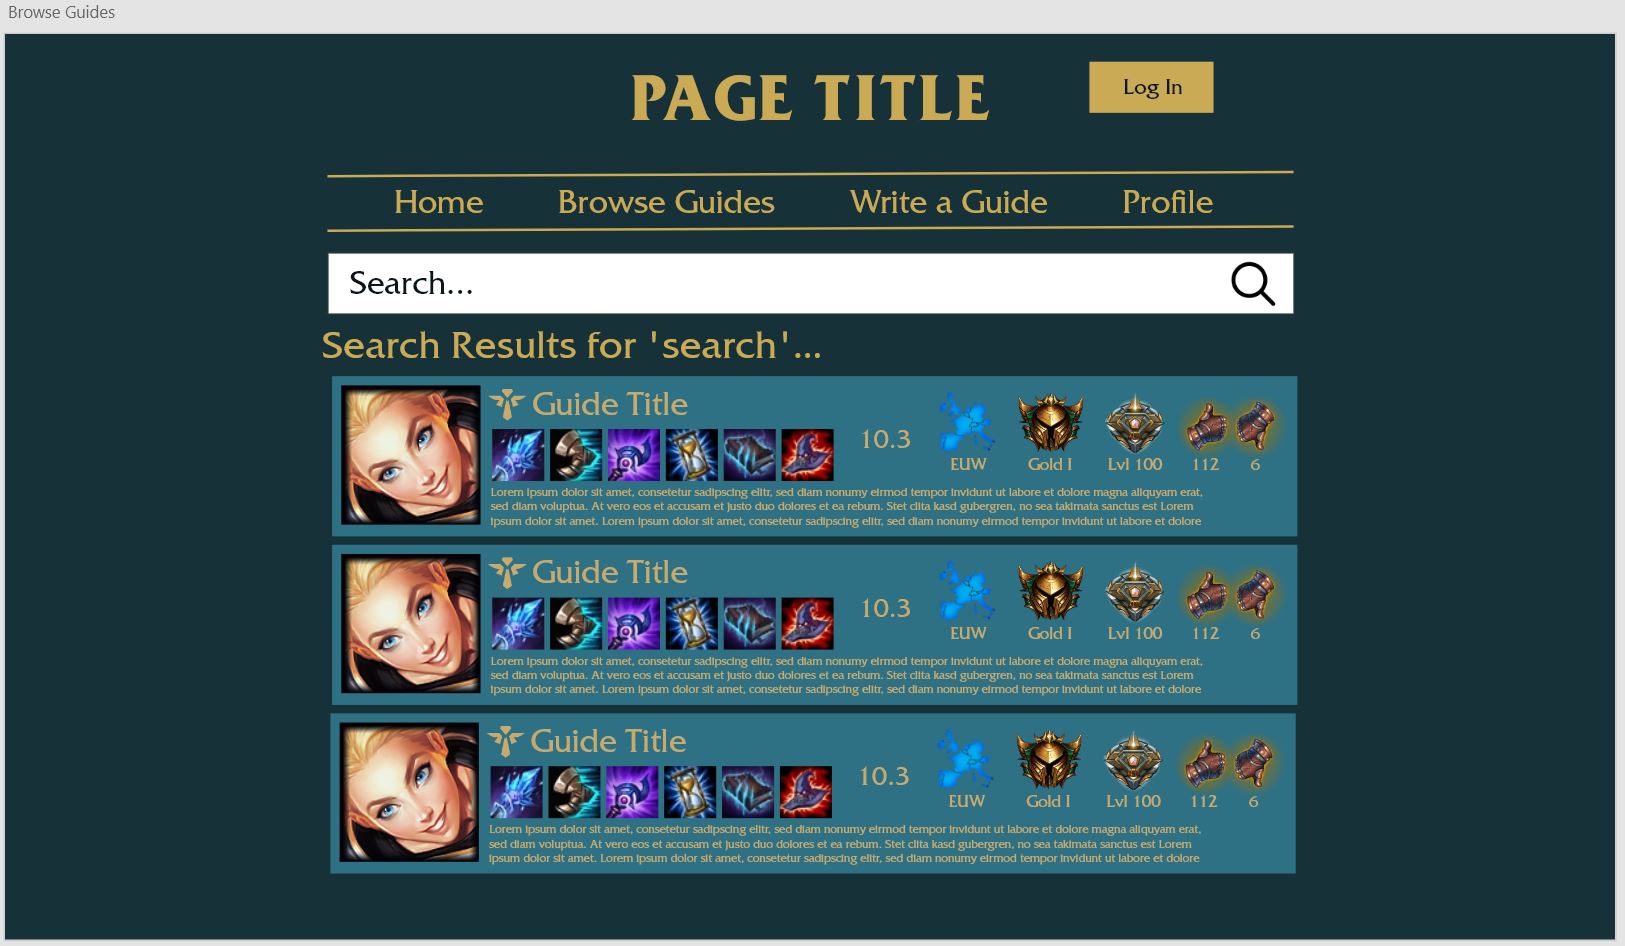 Browse Guides
PAGE TITLE
Log In
Home Browse Guides Write a Guide Profile
Search...
Search Results for 'search'...
Guide Title
10.3
EUW Gold I Lvl 100 112 6
Lorem ipsum dolor sit amet, consetetur sadipscing elitr, sed diam nonumy eirmod tempor invidunt ut labore et dolore magna aliquyam erat,
sed diam voluptua. At vero eos et accusam et justo duo dolores et ea rebum. Stet clita kasd gubergren, no sea takimata sanctus est Lorem
ipsum dolor sit amet. Lorem ipsum dolor sit amet, consetetur sadipscing elitr, sed diam nonumy eirmod tempor invidunt ut labore et dolore
Guide Title
10.3
EUW Gold I Lvl 100 112 6
Lorem ipsum dolor sit amet, consetetur sadipscing elitr, sed diam nonumy eirmod tempor invidunt ut labore et dolore magna aliquyam erat,
sed diam voluptua. At vero eos et accusam et justo duo dolores et ea rebum. Stet clita kasd gubergren, no sea takimata sanctus est Lorem
ipsum dolor sit amet. Lorem ipsum dolor sit amet, consetetur sadipscing elitr, sed diam nonumy eirmod tempor invidunt ut labore et dolore
Guide Title
10.3
EUW Gold I Lvl 100 112 6
Lorem ipsum dolor sit amet, consetetur sadipscing elitr, sed diam nonumy eirmod tempor invidunt ut labore et dolore magna aliquyam erat,
sed diam voluptua. At vero eos et accusam et justo duo dolores et ea rebum. Stet clita kasd gubergren, no sea takimata sanctus est Lorem
ipsum dolor sit amet. Lorem ipsum dolor sit amet, consetetur sadipscing elitr, sed diam nonumy eirmod tempor invidunt ut labore et dolore